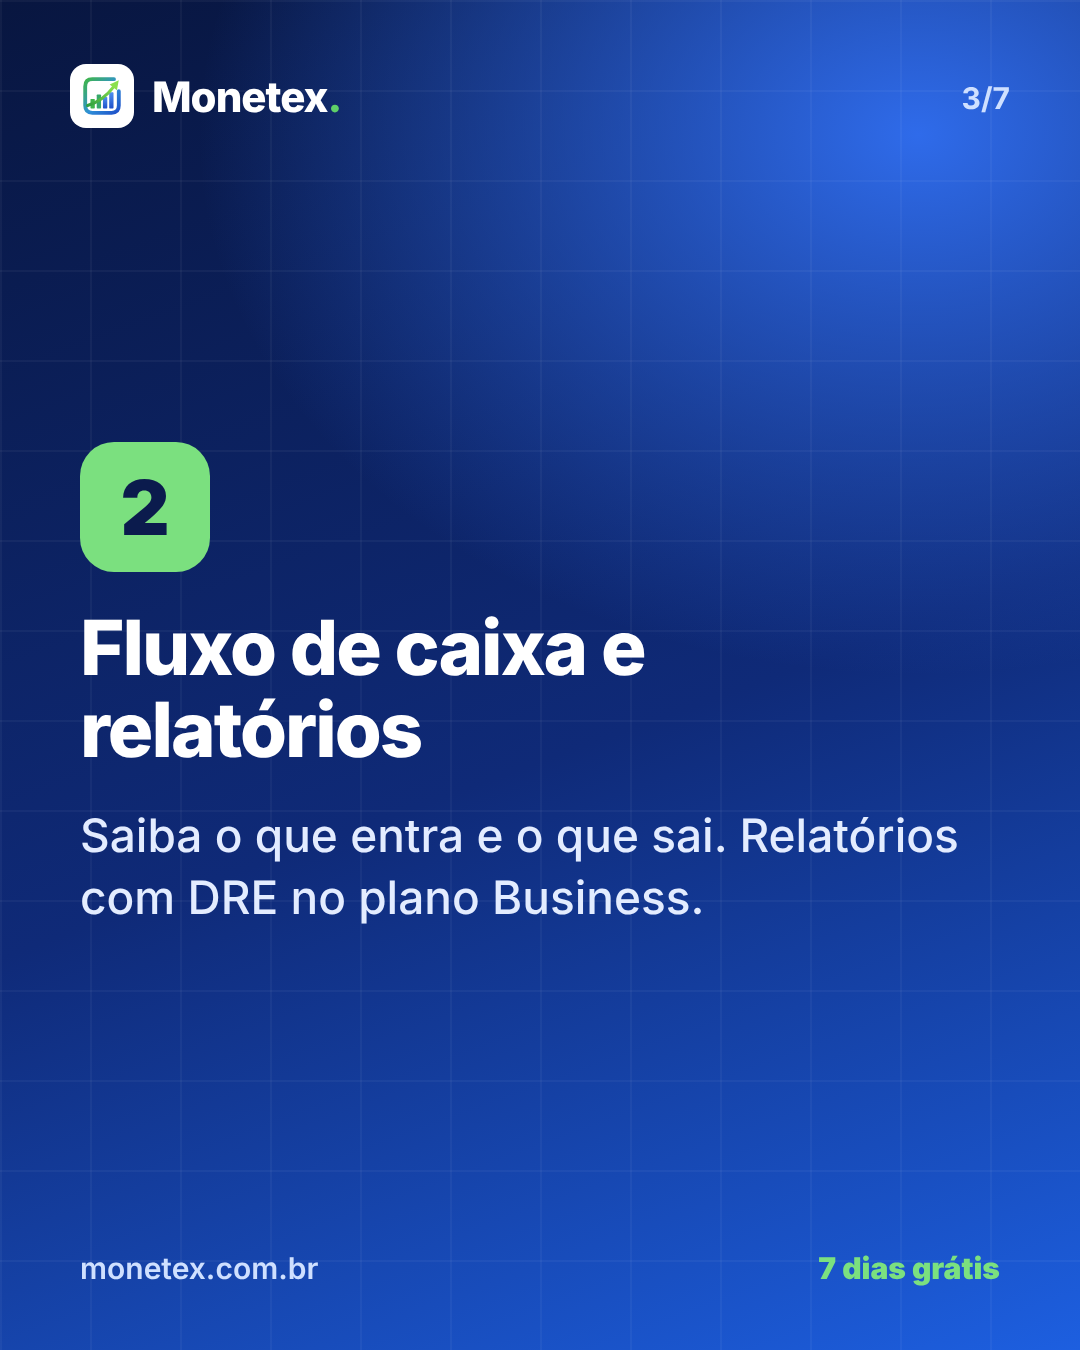 Monetex.
3/7
2
Fluxo de caixa e
relatórios
Saiba o que entra e o que sai. Relatórios
com DRE no plano Business.
monetex.com.br
7 dias grátis